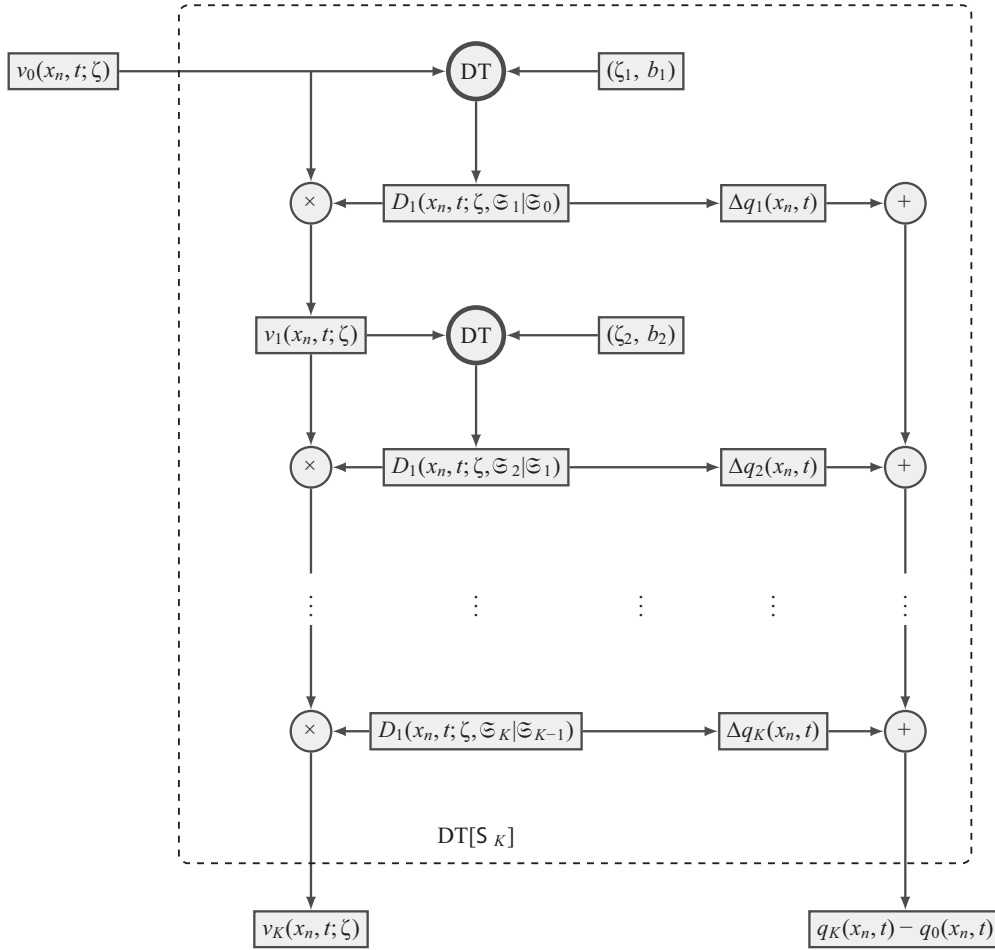 v₀(xₙ, t; ζ)
DT
(ζ₁, b₁)
×
D₁(xₙ, t; ζ, 𝔖₁|𝔖₀)
Δq₁(xₙ, t)
+
v₁(xₙ, t; ζ)
DT
(ζ₂, b₂)
×
D₁(xₙ, t; ζ, 𝔖₂|𝔖₁)
Δq₂(xₙ, t)
+
⋮ ⋮ ⋮ ⋮ ⋮
×
D₁(xₙ, t; ζ, 𝔖_K|𝔖_{K−1})
Δq_K(xₙ, t)
+
DT[S_K]
v_K(xₙ, t; ζ)
q_K(xₙ, t) − q₀(xₙ, t)